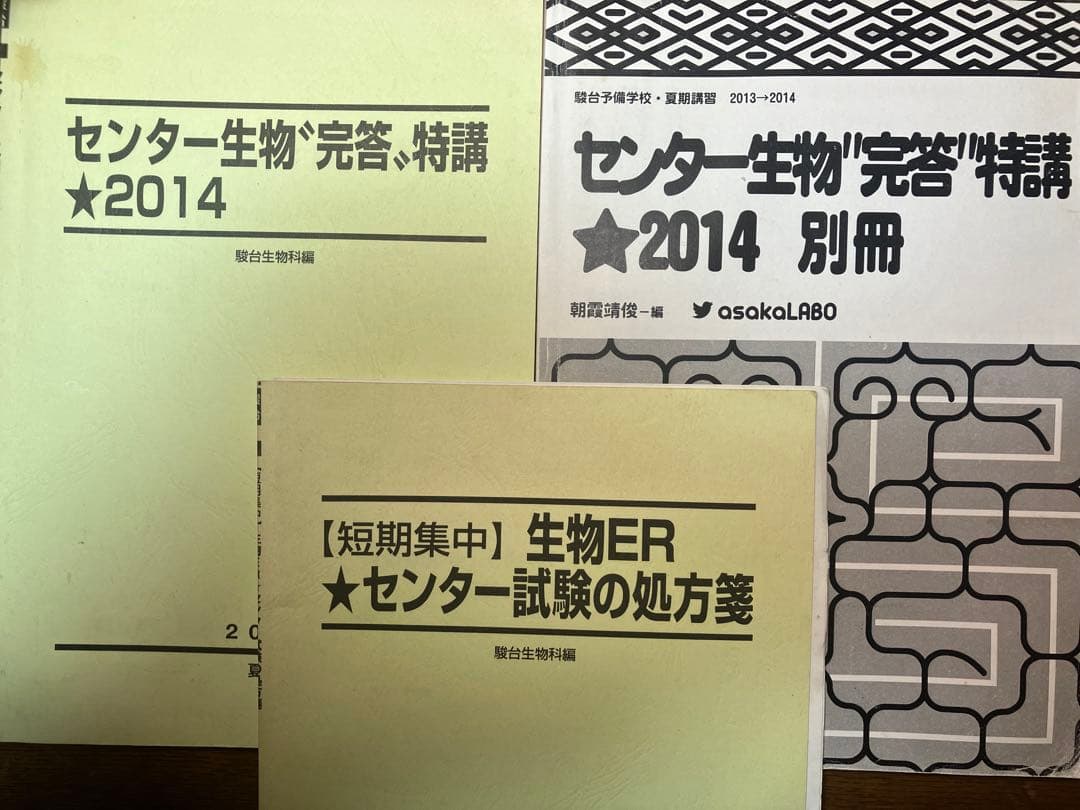 センター生物〝完答〟特講
★2014
駿台生物科編
20
夏
駿台予備学校・夏期講習 2013→2014
センター生物"完答"特講
★2014 別冊
朝霞靖俊－編 asakaLABO
【短期集中】生物ER
★センター試験の処方箋
駿台生物科編